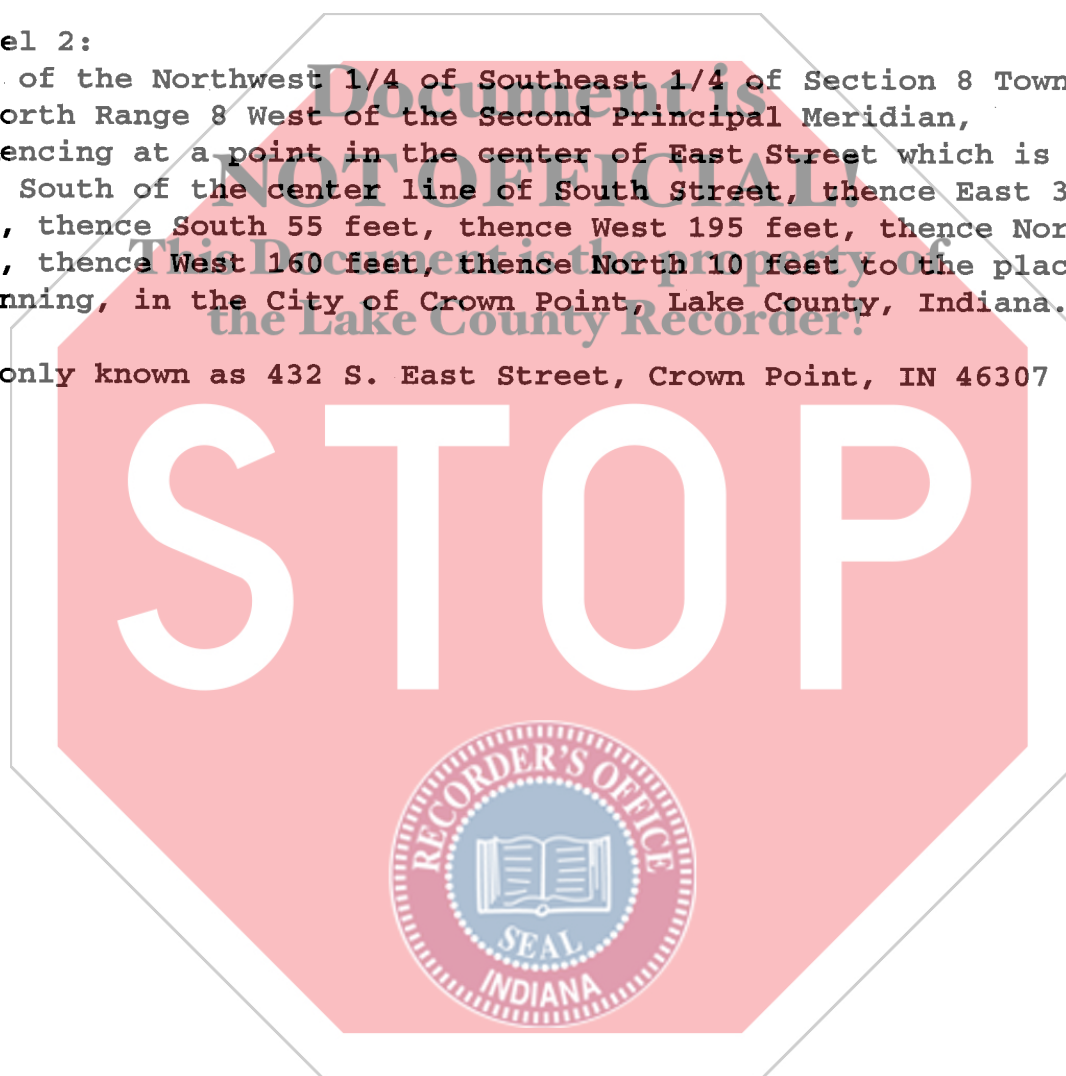 el 2:
of the Northwest 1/4 of Southeast 1/4 of Section 8 Town
orth Range 8 West of the Second Principal Meridian,
encing at a point in the center of East Street which is
South of the center line of South Street, thence East 3
, thence South 55 feet, thence West 195 feet, thence Nor
, thence West 160 feet, thence North 10 feet to the plac
nning, in the City of Crown Point, Lake County, Indiana.
only known as 432 S. East Street, Crown Point, IN 46307
Document is
NOT OFFICIAL!
This Document is the property of
the Lake County Recorder!
STOP
RECORDER'S OFFICE
SEAL
INDIANA